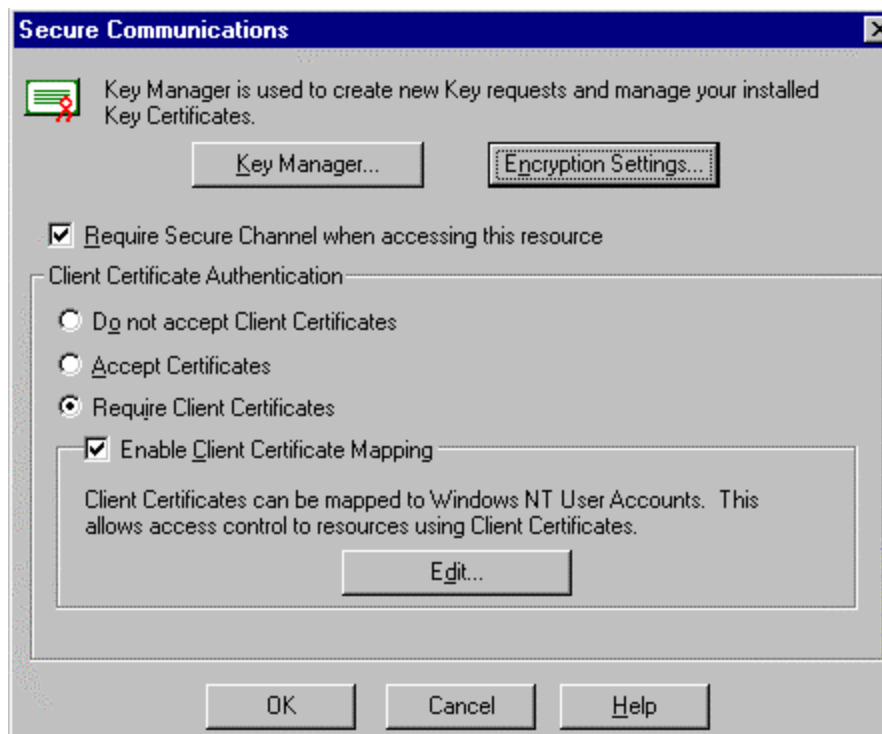 Secure Communications
Key Manager is used to create new Key requests and manage your installed
Key Certificates.
Key Manager... Encryption Settings...
Require Secure Channel when accessing this resource
Client Certificate Authentication
Do not accept Client Certificates
Accept Certificates
Require Client Certificates
Enable Client Certificate Mapping
Client Certificates can be mapped to Windows NT User Accounts. This
allows access control to resources using Client Certificates.
Edit...
OK Cancel Help